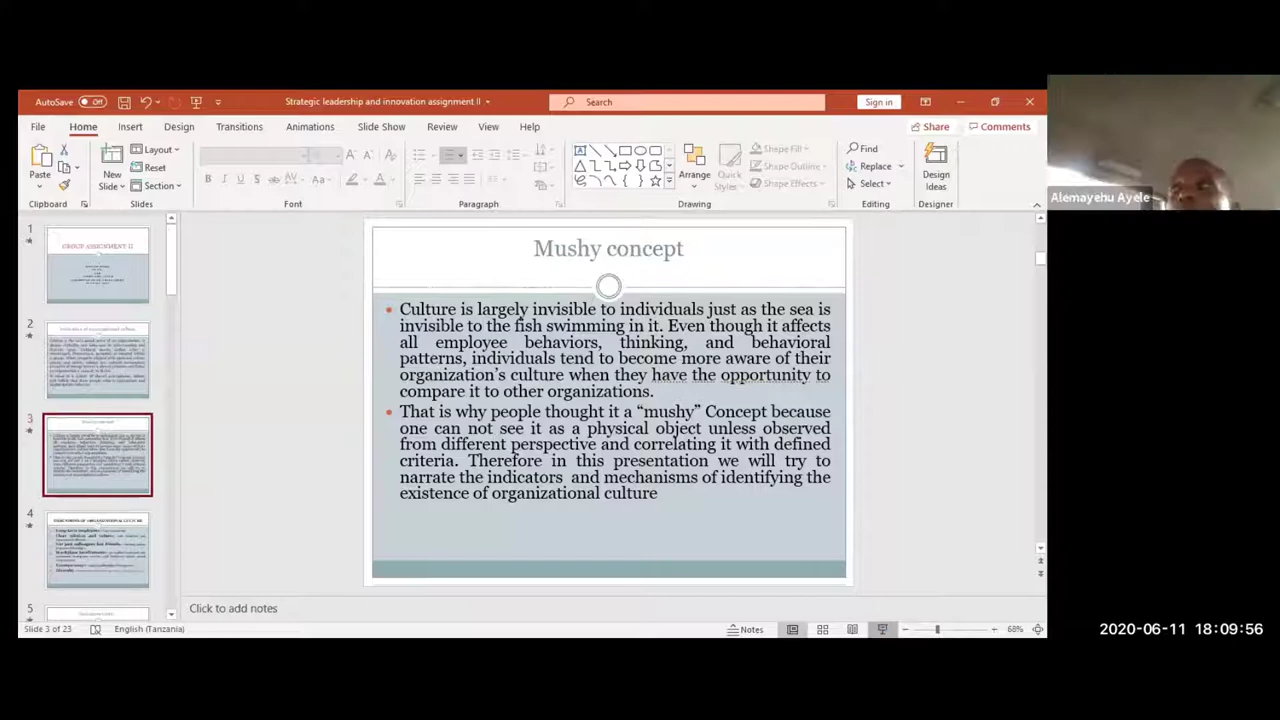 AutoSave Off Strategic leadership and innovation assignment II Search Sign in
File Home Insert Design Transitions Animations Slide Show Review View Help Share Comments
Paste New Slide Layout Reset Section
B I U S ab AV Aa A
Arrange Quick Styles Shape Fill Shape Outline Shape Effects
Find Replace Select Design Ideas
Clipboard Slides Font Paragraph Drawing Editing Designer
Alemayehu Ayele
1
GROUP ASSIGNMENT II
2
3
4
5
Mushy concept
• Culture is largely invisible to individuals just as the sea is
invisible to the fish swimming in it. Even though it affects
all employee behaviors, thinking, and behavioral
patterns, individuals tend to become more aware of their
organization’s culture when they have the opportunity to
compare it to other organizations.
• That is why people thought it a “mushy” Concept because
one can not see it as a physical object unless observed
from different perspective and correlating it with defined
criteria. Therefore in this presentation we will try to
narrate the indicators and mechanisms of identifying the
existence of organizational culture
Click to add notes
Slide 3 of 23 English (Tanzania) Notes 68%
2020-06-11 18:09:56